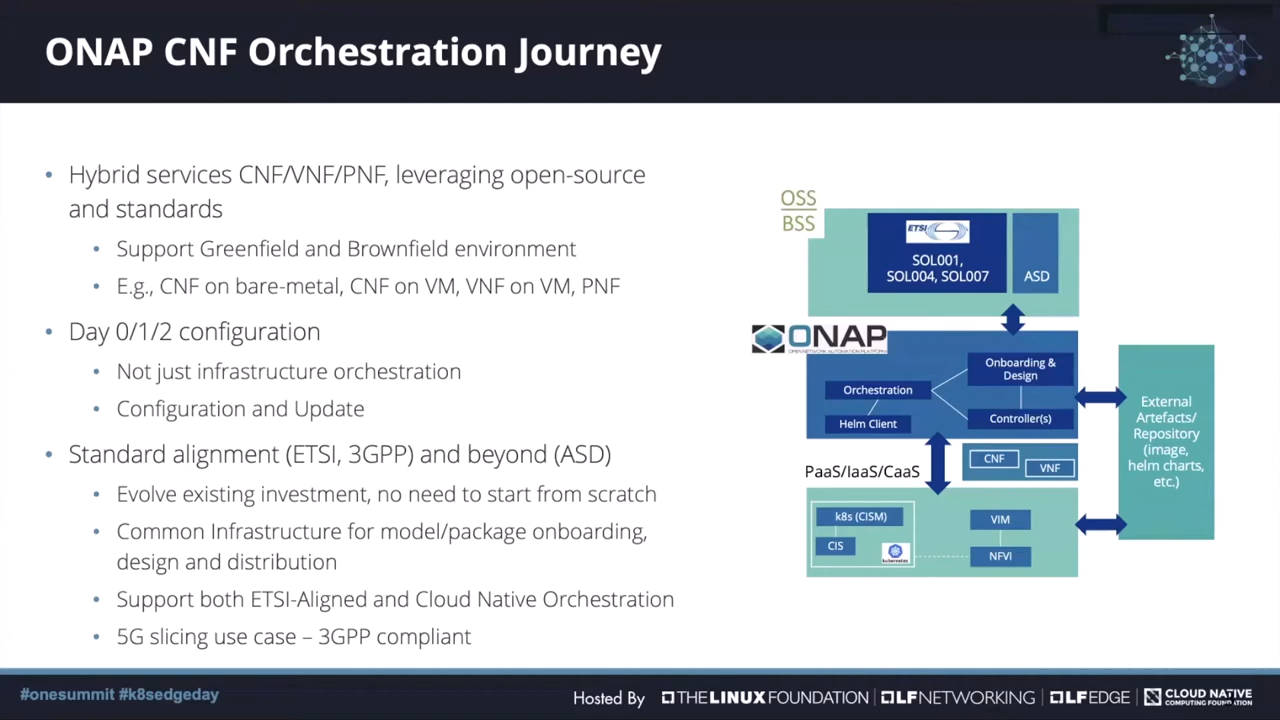 ONAP CNF Orchestration Journey
• Hybrid services CNF/VNF/PNF, leveraging open-source
and standards
• Support Greenfield and Brownfield environment
• E.g., CNF on bare-metal, CNF on VM, VNF on VM, PNF
• Day 0/1/2 configuration
• Not just infrastructure orchestration
• Configuration and Update
• Standard alignment (ETSI, 3GPP) and beyond (ASD)
• Evolve existing investment, no need to start from scratch
• Common Infrastructure for model/package onboarding,
design and distribution
• Support both ETSI-Aligned and Cloud Native Orchestration
• 5G slicing use case – 3GPP compliant
OSS
BSS
ETSI
SOL001,
SOL004, SOL007
ASD
ONAP
OPEN NETWORK AUTOMATION PLATFORM
Orchestration
Helm Client
Onboarding &
Design
Controller(s)
External
Artefacts/
Repository
(image,
helm charts,
etc.)
CNF
VNF
PaaS/IaaS/CaaS
k8s (CISM)
CIS
kubernetes
VIM
NFVI
#onesummit #k8sedgeday
Hosted By
THE LINUX FOUNDATION
LF NETWORKING
LF EDGE
CLOUD NATIVE
COMPUTING FOUNDATION